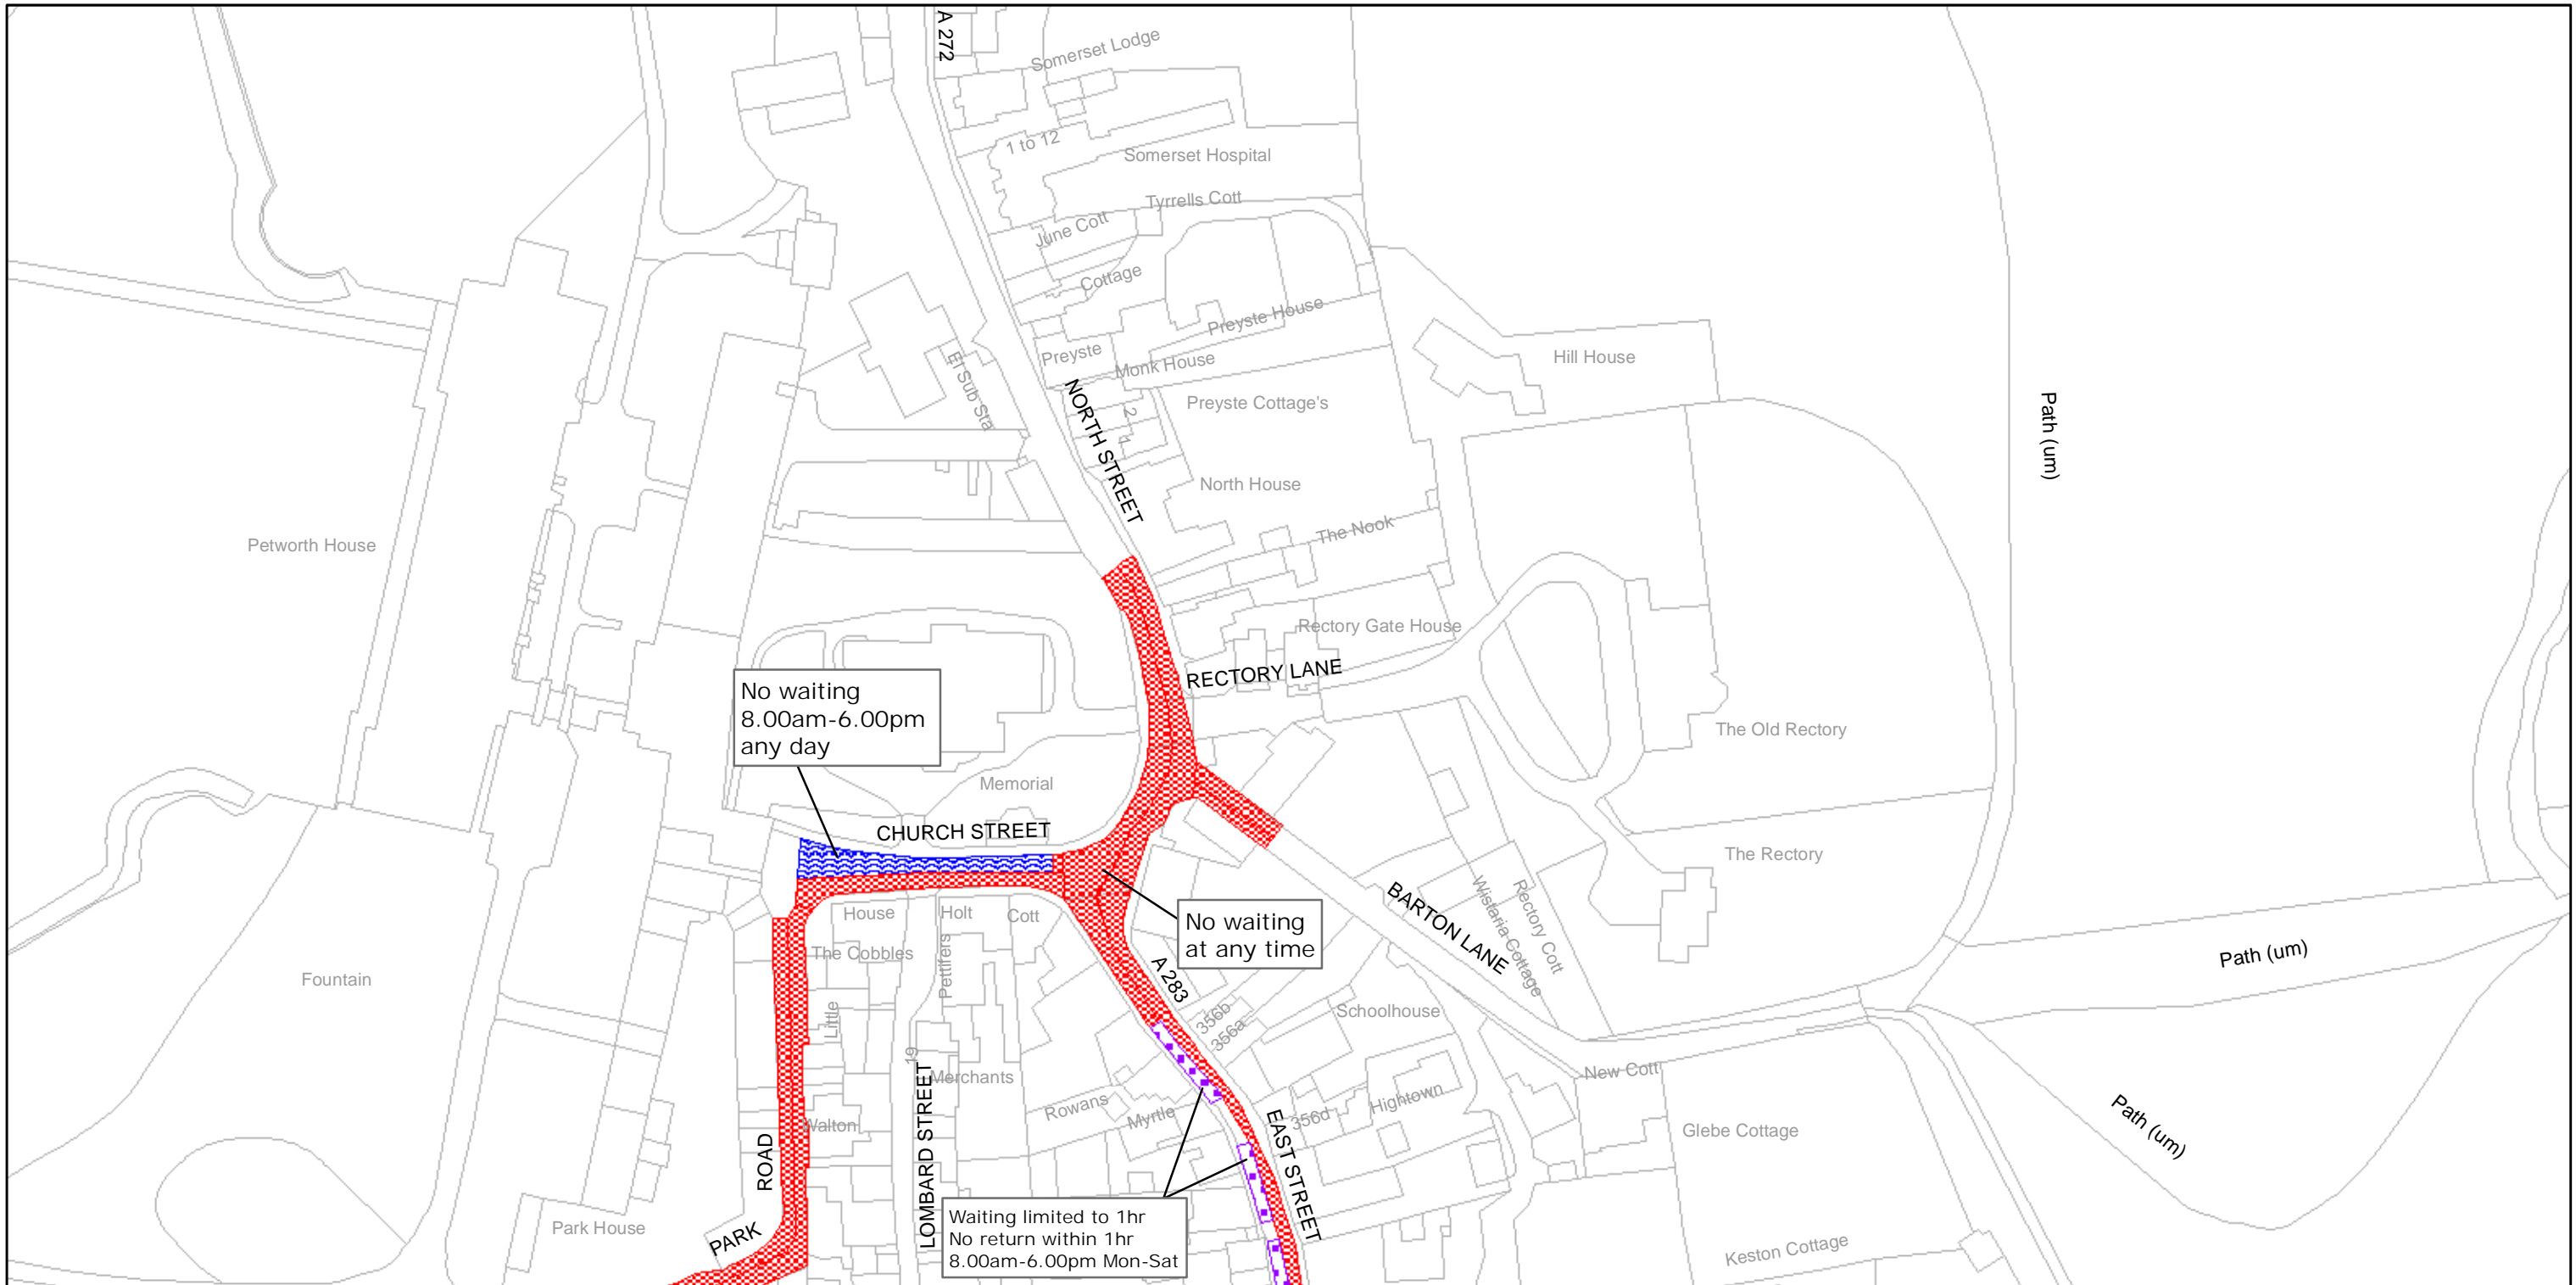 A 272
Somerset Lodge
1 to 12
Somerset Hospital
Tyrrells Cott
June Cott
Cottage
Preyste House
Preyste
Monk House
Hill House
El Sub Sta
NORTH STREET
2
1
Preyste Cottage's
Path (um)
North House
The Nook
Petworth House
Rectory Gate House
RECTORY LANE
No waiting
8.00am-6.00pm
any day
The Old Rectory
Memorial
CHURCH STREET
The Rectory
BARTON LANE
Wistaria Cottage
Rectory Cott
House
Holt
Cott
No waiting
at any time
The Cobbles
Pettifers
Path (um)
Fountain
A 283
356b
356a
Schoolhouse
Little
19
Merchants
New Cott
Rowans
Myrtle
356d
Hightown
Walton
Glebe Cottage
Path (um)
ROAD
LOMBARD STREET
EAST STREET
Park House
PARK
Waiting limited to 1hr
No return within 1hr
8.00am-6.00pm Mon-Sat
Keston Cottage